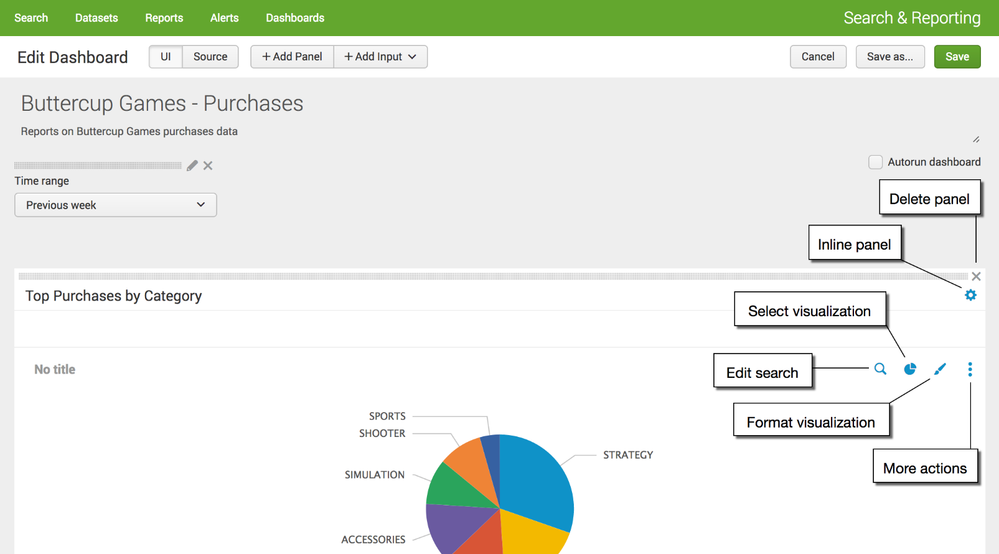 Search Datasets Reports Alerts Dashboards Search & Reporting
Edit Dashboard UI Source + Add Panel + Add Input Cancel Save as... Save
Buttercup Games - Purchases
Reports on Buttercup Games purchases data
Autorun dashboard
Time range
Previous week
Delete panel
Inline panel
Top Purchases by Category
Select visualization
No title
Edit search
Format visualization
SPORTS
SHOOTER
STRATEGY
More actions
SIMULATION
ACCESSORIES